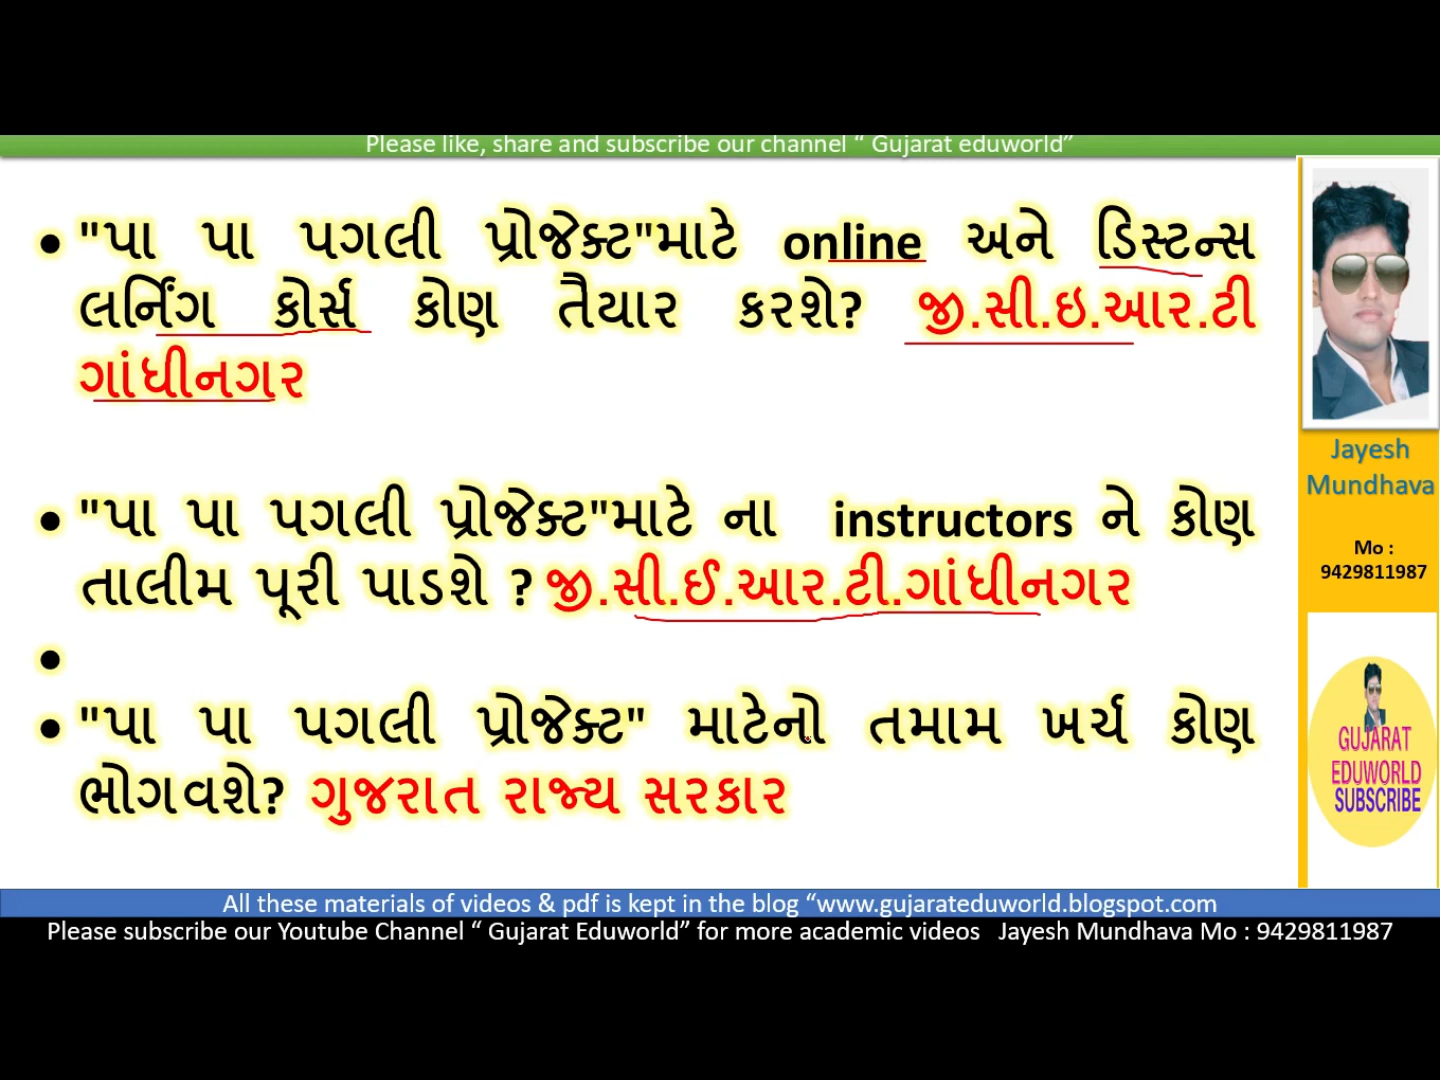 Please like, share and subscribe our channel “ Gujarat eduworld”
• "પા પા પગલી પ્રોજેક્ટ"માટે online અને ડિસ્ટન્સ
લર્નિંગ કોર્સ કોણ તૈયાર કરશે? જી.સી.ઇ.આર.ટી
ગાંધીનગર
• "પા પા પગલી પ્રોજેક્ટ"માટે ના instructors ને કોણ
તાલીમ પૂરી પાડશે ? જી.સી.ઈ.આર.ટી.ગાંધીનગર
•
• "પા પા પગલી પ્રોજેક્ટ" માટેનો તમામ ખર્ચ કોણ
ભોગવશે? ગુજરાત રાજ્ય સરકાર
Jayesh
Mundhava
Mo :
9429811987
GUJARAT
EDUWORLD
SUBSCRIBE
All these materials of videos & pdf is kept in the blog “www.gujarateduworld.blogspot.com
Please subscribe our Youtube Channel “ Gujarat Eduworld” for more academic videos Jayesh Mundhava Mo : 9429811987